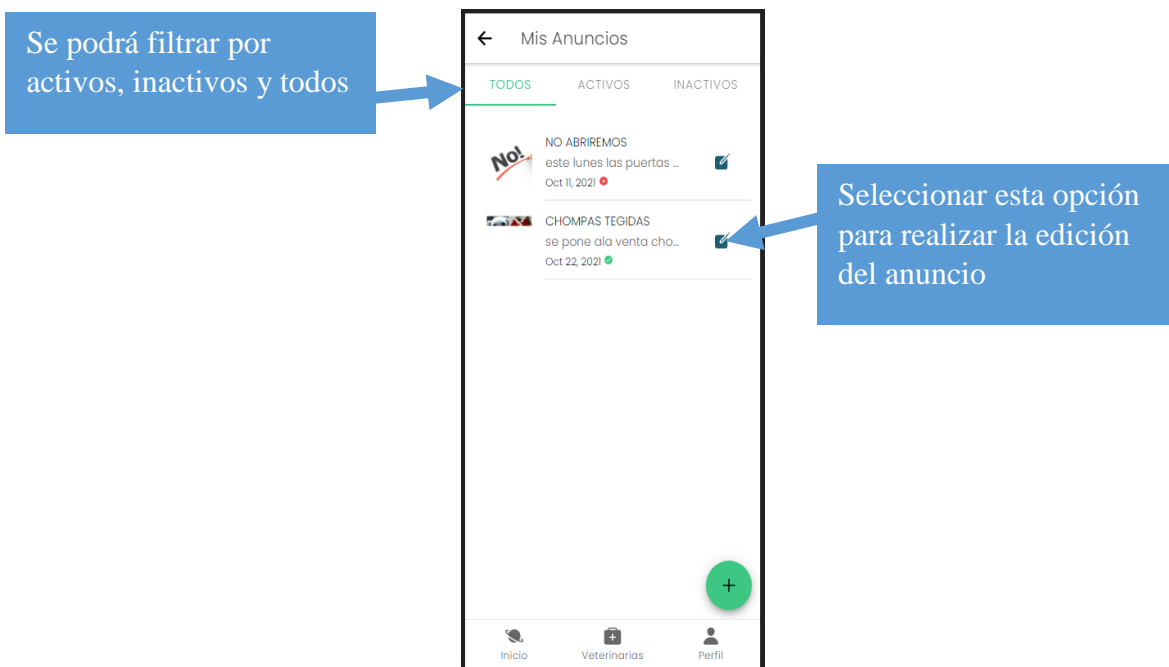 Se podrá filtrar por
activos, inactivos y todos
Mis Anuncios
TODOS ACTIVOS INACTIVOS
No!
NO ABRIREMOS
este lunes las puertas ...
Oct 11, 2021
CHOMPAS TEGIDAS
se pone ala venta cho...
Oct 22, 2021
Seleccionar esta opción
para realizar la edición
del anuncio
+
Inicio Veterinarias Perfil